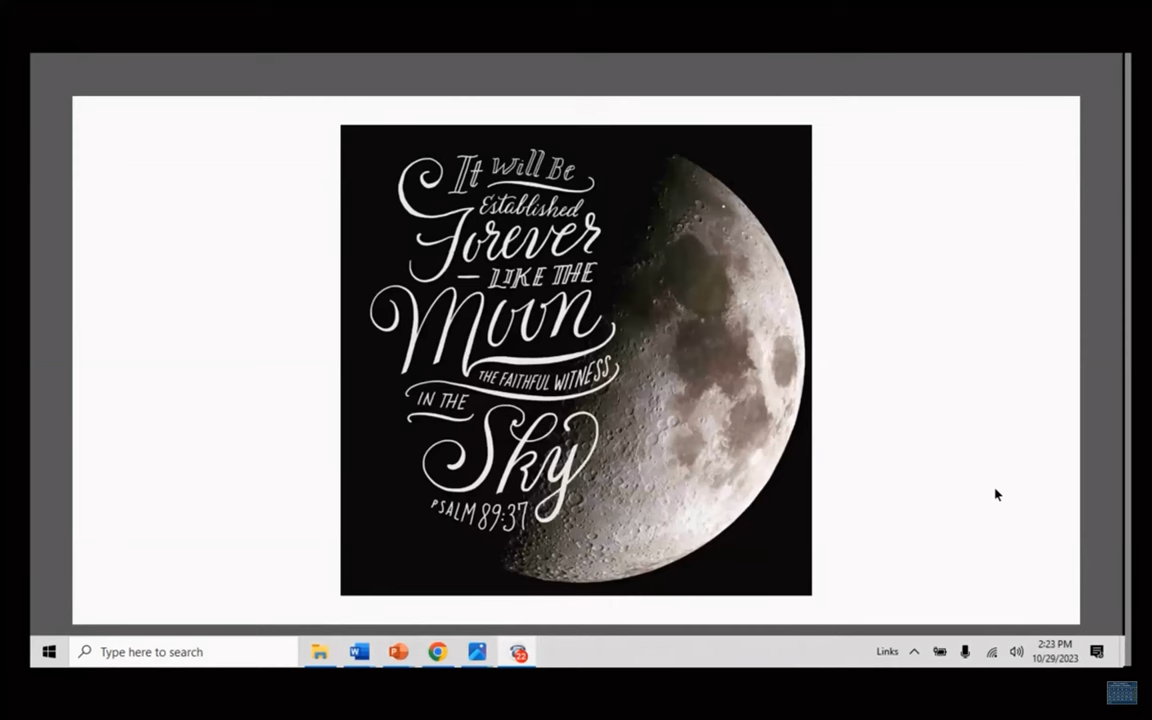 It Will Be
Established
Forever
— LIKE THE
Moon
THE FAITHFUL WITNESS
IN THE
Sky
PSALM 89:37
Type here to search
22
Links
2:23 PM
10/29/2023